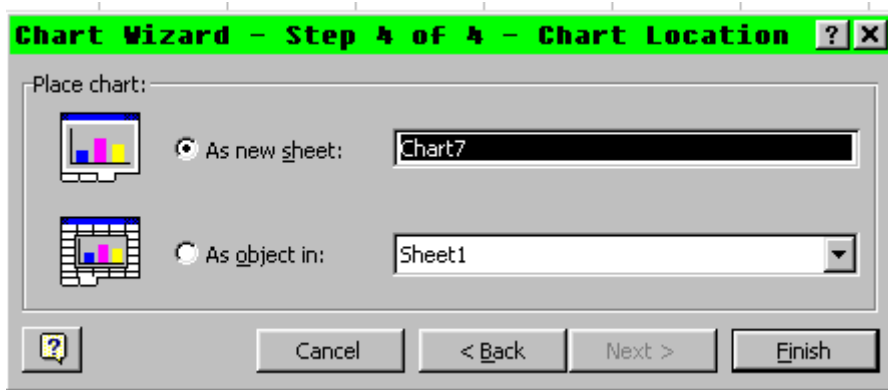 Chart Wizard - Step 4 of 4 - Chart Location
Place chart:
As new sheet: Chart7
As object in: Sheet1
Cancel < Back Next > Finish